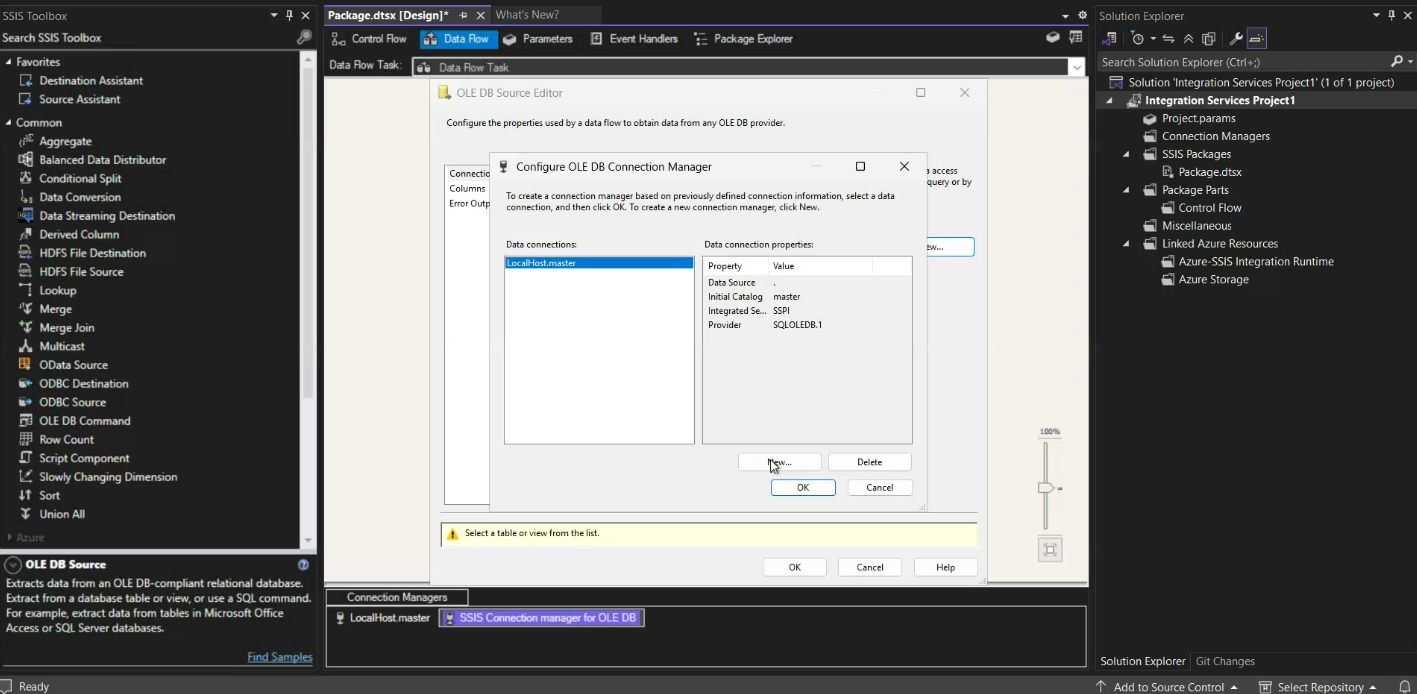 SSIS Toolbox
Search SSIS Toolbox
Favorites
Destination Assistant
Source Assistant
Common
Aggregate
Balanced Data Distributor
Conditional Split
Data Conversion
Data Streaming Destination
Derived Column
HDFS File Destination
HDFS File Source
Lookup
Merge
Merge Join
Multicast
OData Source
ODBC Destination
ODBC Source
OLE DB Command
Row Count
Script Component
Slowly Changing Dimension
Sort
Union All
Azure
OLE DB Source
Extracts data from an OLE DB-compliant relational database.
Extract from a database table or view, or use a SQL command.
For example, extract data from tables in Microsoft Office
Access or SQL Server databases.
Find Samples
Package.dtsx [Design]* What's New?
Control Flow Data Flow Parameters Event Handlers Package Explorer
Data Flow Task: Data Flow Task
OLE DB Source Editor
Configure the properties used by a data flow to obtain data from any OLE DB provider.
Connectio
Columns
Error Outp
a access
query or by
ew...
Configure OLE DB Connection Manager
To create a connection manager based on previously defined connection information, select a data
connection, and then click OK. To create a new connection manager, click New.
Data connections: Data connection properties:
LocalHost.master
Property Value
Data Source .
Initial Catalog master
Integrated Se... SSPI
Provider SQLOLEDB.1
New... Delete
OK Cancel
Select a table or view from the list.
OK Cancel Help
100%
Connection Managers
LocalHost.master SSIS Connection manager for OLE DB
Solution Explorer
Search Solution Explorer (Ctrl+;)
Solution 'Integration Services Project1' (1 of 1 project)
Integration Services Project1
Project.params
Connection Managers
SSIS Packages
Package.dtsx
Package Parts
Control Flow
Miscellaneous
Linked Azure Resources
Azure-SSIS Integration Runtime
Azure Storage
Solution Explorer Git Changes
Ready
Add to Source Control Select Repository